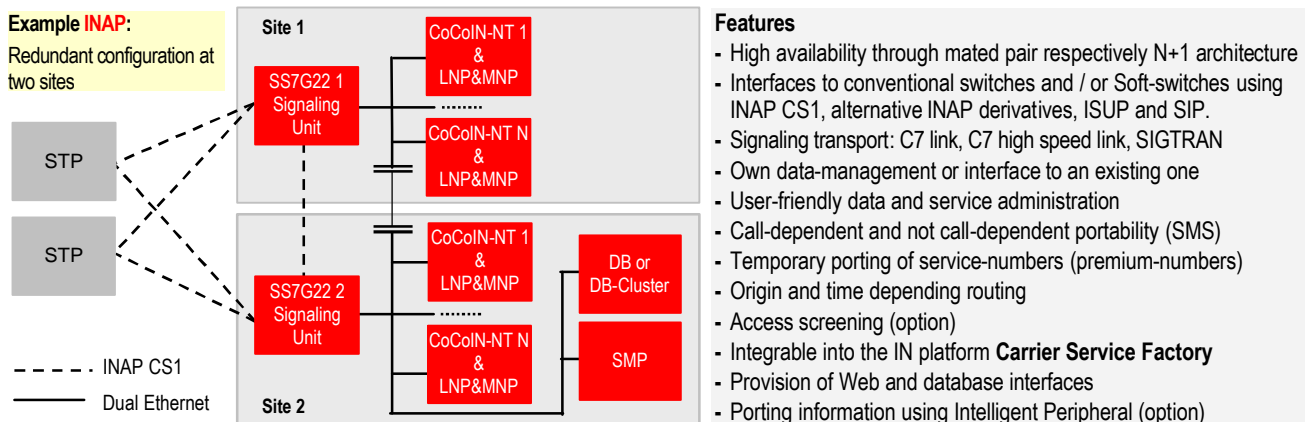 Example INAP:
Redundant configuration at
two sites
STP
STP
INAP CS1
Dual Ethernet
Site 1
SS7G22 1
Signaling
Unit
CoCoIN-NT 1
&
LNP&MNP
CoCoIN-NT N
&
LNP&MNP
SS7G22 2
Signaling
Unit
CoCoIN-NT 1
&
LNP&MNP
CoCoIN-NT N
&
LNP&MNP
DB or
DB-Cluster
SMP
Site 2
Features
- High availability through mated pair respectively N+1 architecture
- Interfaces to conventional switches and / or Soft-switches using
INAP CS1, alternative INAP derivatives, ISUP and SIP.
- Signaling transport: C7 link, C7 high speed link, SIGTRAN
- Own data-management or interface to an existing one
- User-friendly data and service administration
- Call-dependent and not call-dependent portability (SMS)
- Temporary porting of service-numbers (premium-numbers)
- Origin and time depending routing
- Access screening (option)
- Integrable into the IN platform Carrier Service Factory
- Provision of Web and database interfaces
- Porting information using Intelligent Peripheral (option)